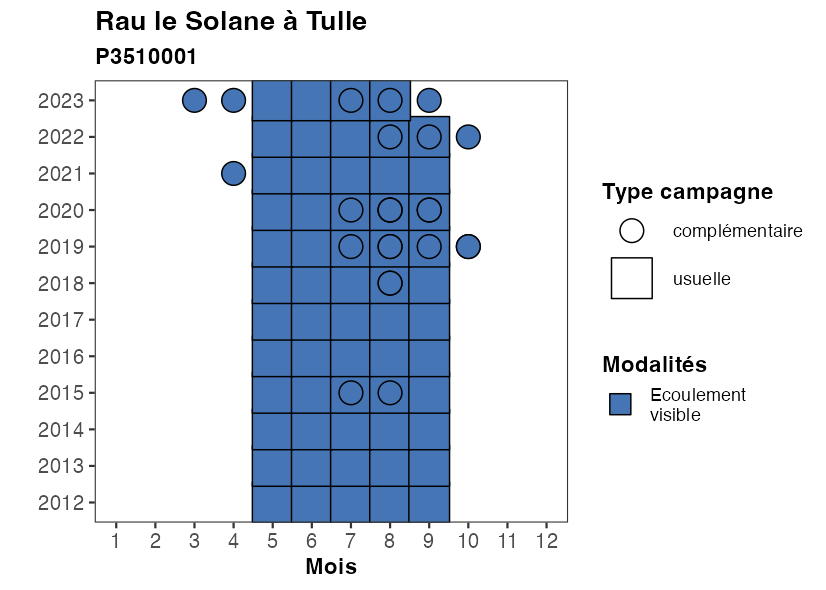 Rau le Solane à Tulle
P3510001
2023
2022
2021
2020
2019
2018
2017
2016
2015
2014
2013
2012
1 2 3 4 5 6 7 8 9 10 11 12
Mois
Type campagne
complémentaire
usuelle
Modalités
Ecoulement
visible